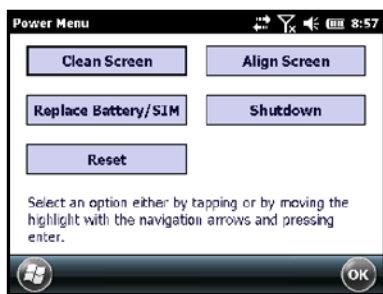 Power Menu 8:57
Clean Screen Align Screen
Replace Battery/SIM Shutdown
Reset
Select an option either by tapping or by moving the
highlight with the navigation arrows and pressing
enter.
OK